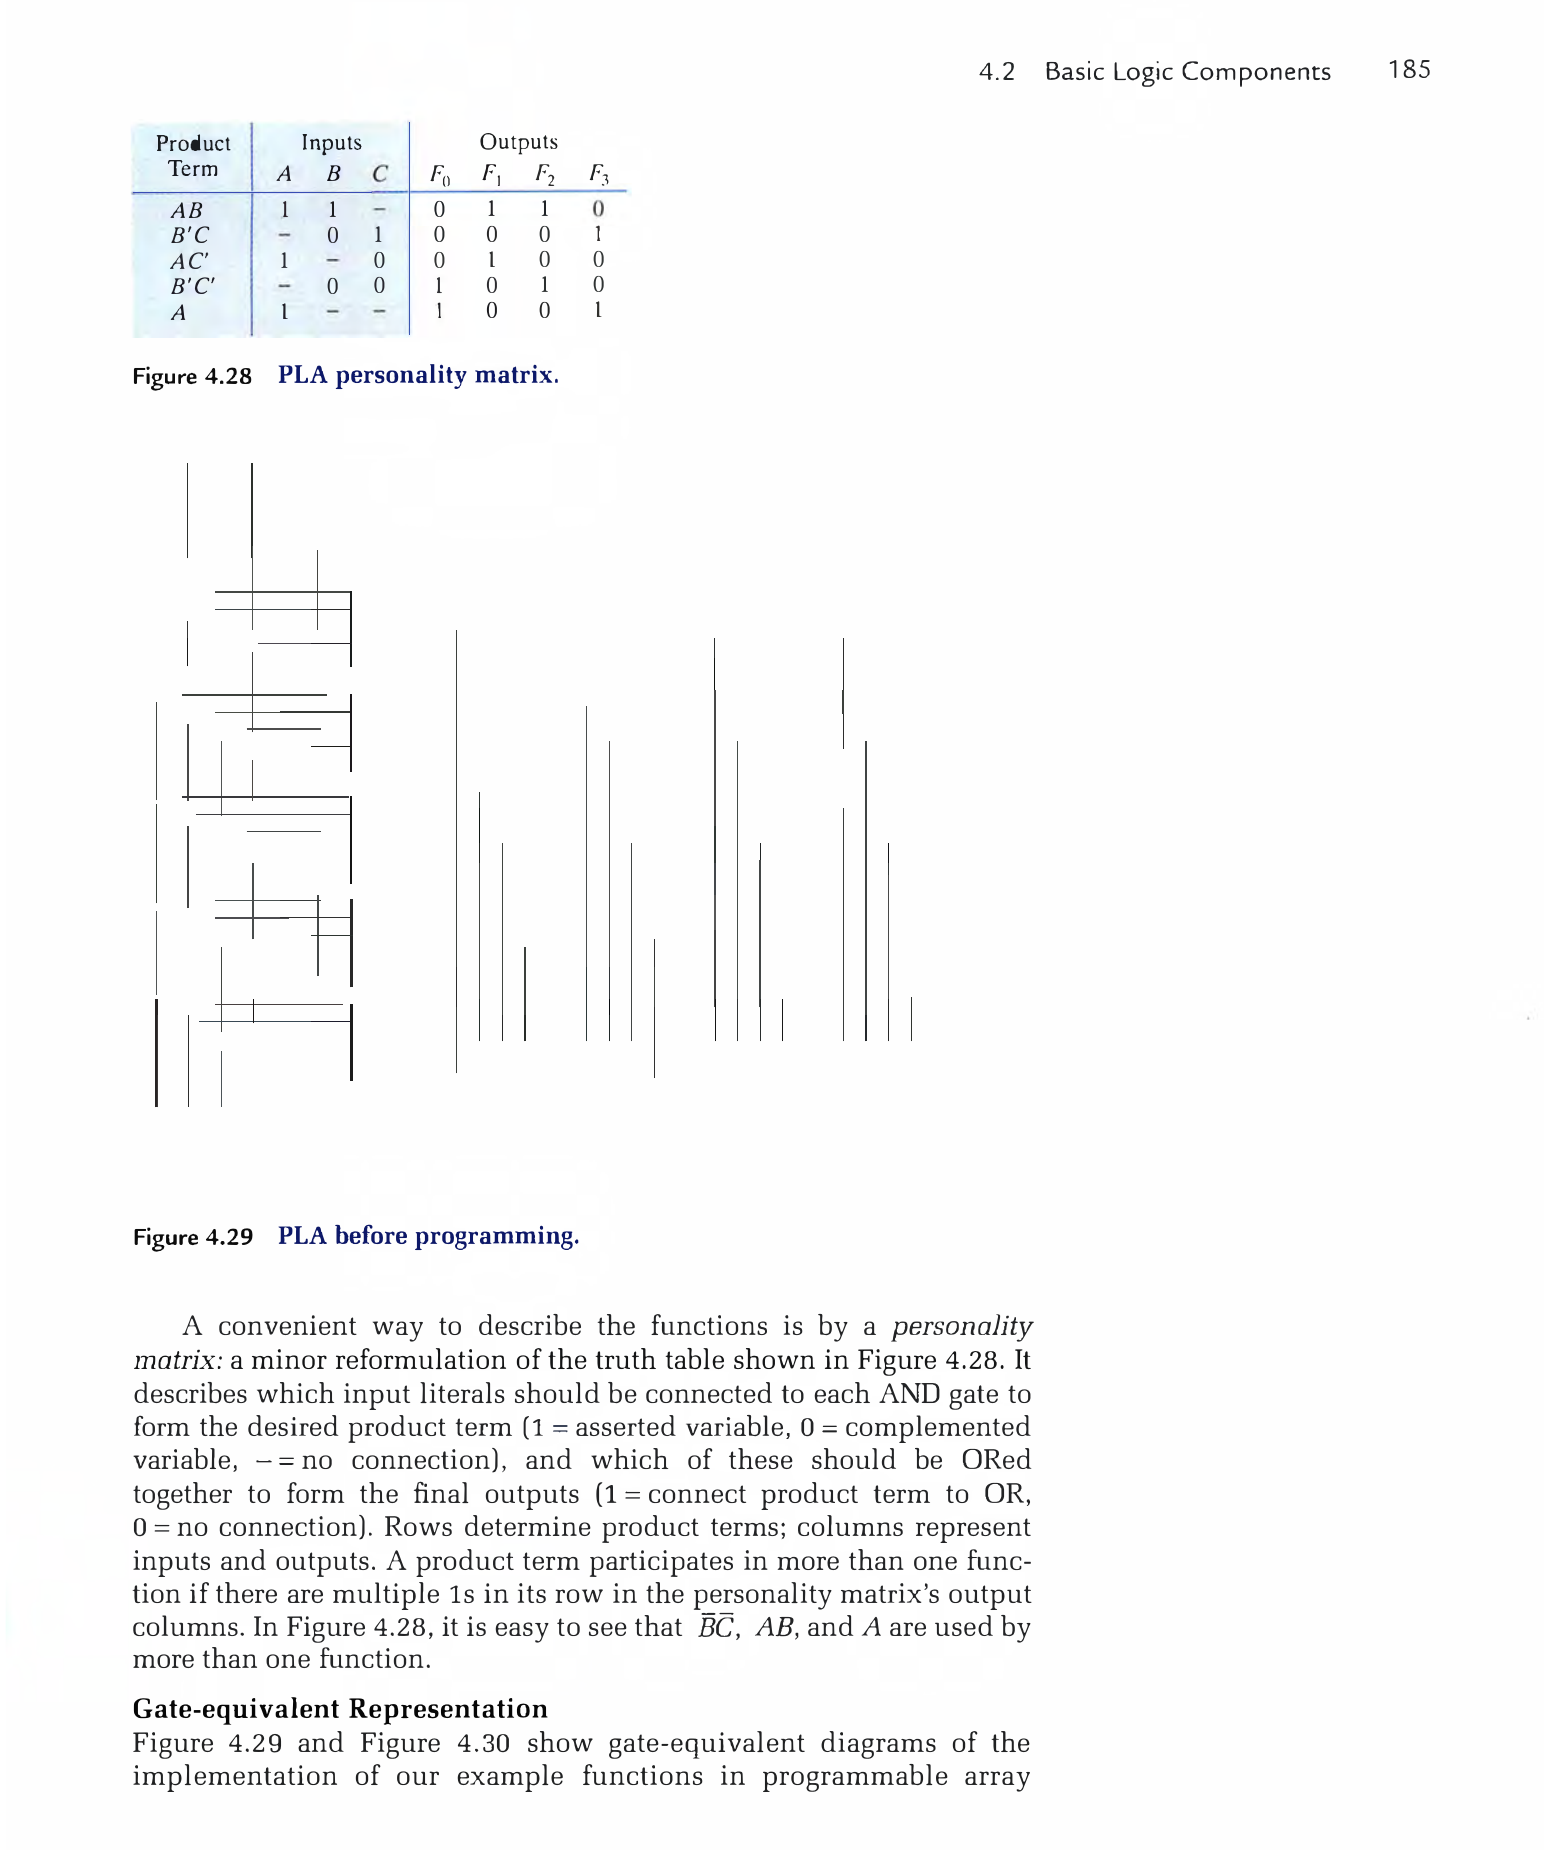 4.2 Basic Logic Components 185
Product Inputs Outputs
Term A B C F0 F1 F2 F3
AB 1 1 – 0 1 1 0
B'C – 0 1 0 0 0 1
AC' 1 – 0 0 1 0 0
B'C' – 0 0 1 0 1 0
A 1 – – 1 0 0 1
Figure 4.28 PLA personality matrix.
Figure 4.29 PLA before programming.
A convenient way to describe the functions is by a personality
matrix: a minor reformulation of the truth table shown in Figure 4.28. It
describes which input literals should be connected to each AND gate to
form the desired product term (1 = asserted variable, 0 = complemented
variable, – = no connection), and which of these should be ORed
together to form the final outputs (1 = connect product term to OR,
0 = no connection). Rows determine product terms; columns represent
inputs and outputs. A product term participates in more than one func-
tion if there are multiple 1s in its row in the personality matrix's output
columns. In Figure 4.28, it is easy to see that B̅C̅, AB, and A are used by
more than one function.
Gate-equivalent Representation
Figure 4.29 and Figure 4.30 show gate-equivalent diagrams of the
implementation of our example functions in programmable array